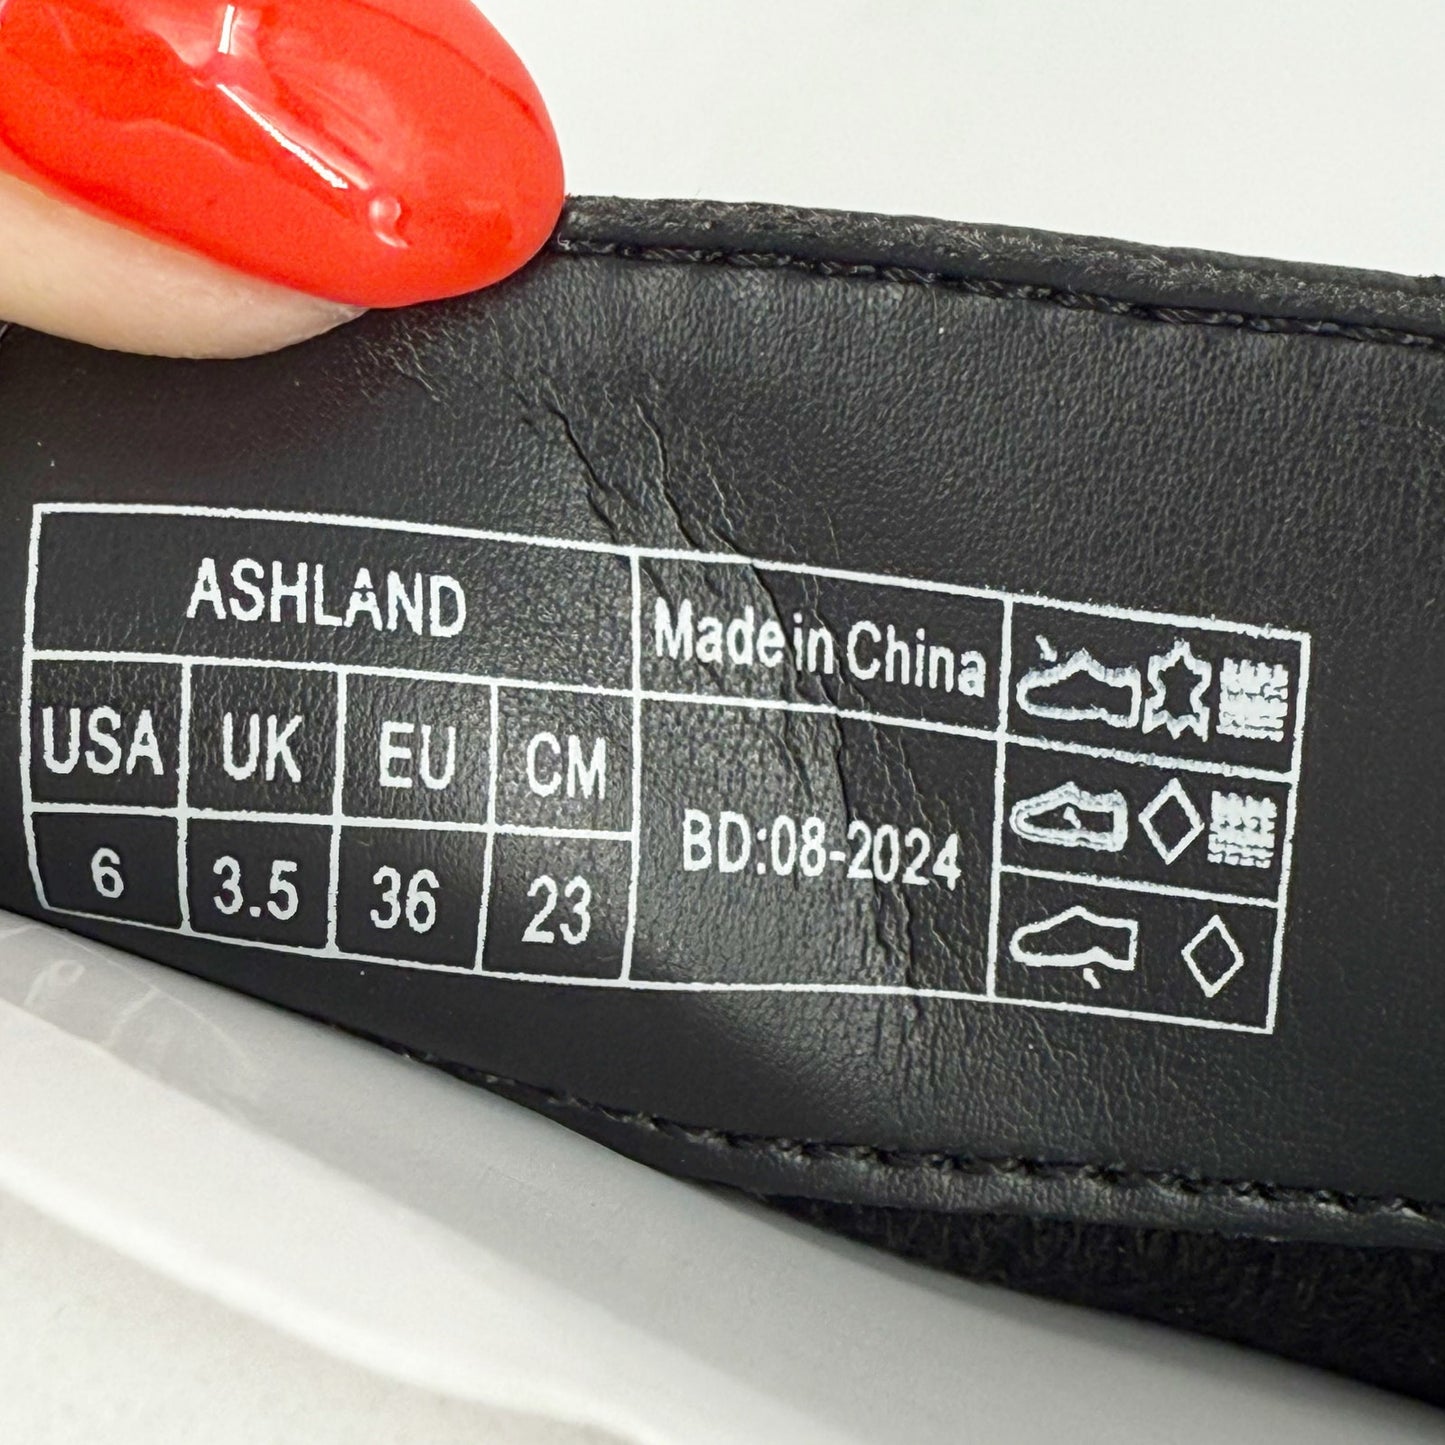 ASHLAND
Made in China
USA UK EU CM
BD:08-2024
6 3.5 36 23